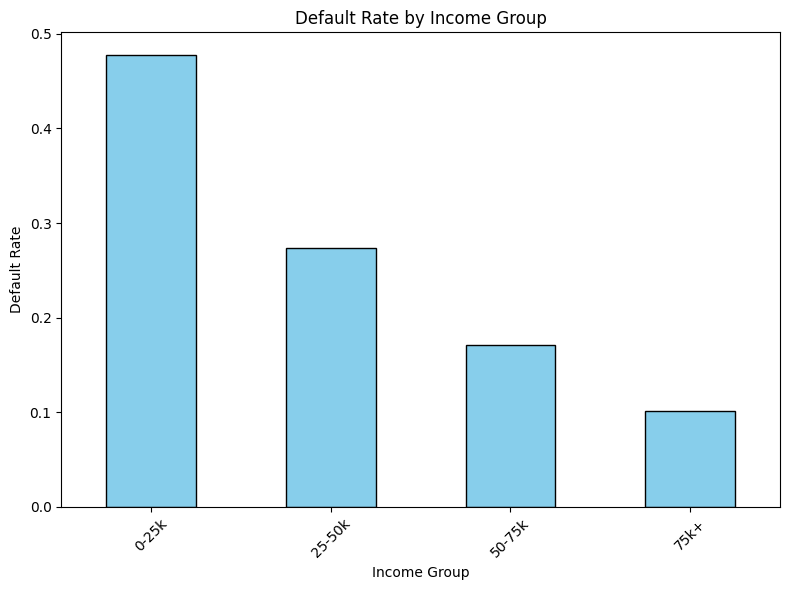 Default Rate by Income Group
Default Rate
0.5
0.4
0.3
0.2
0.1
0.0
0-25k
25-50k
50-75k
75k+
Income Group